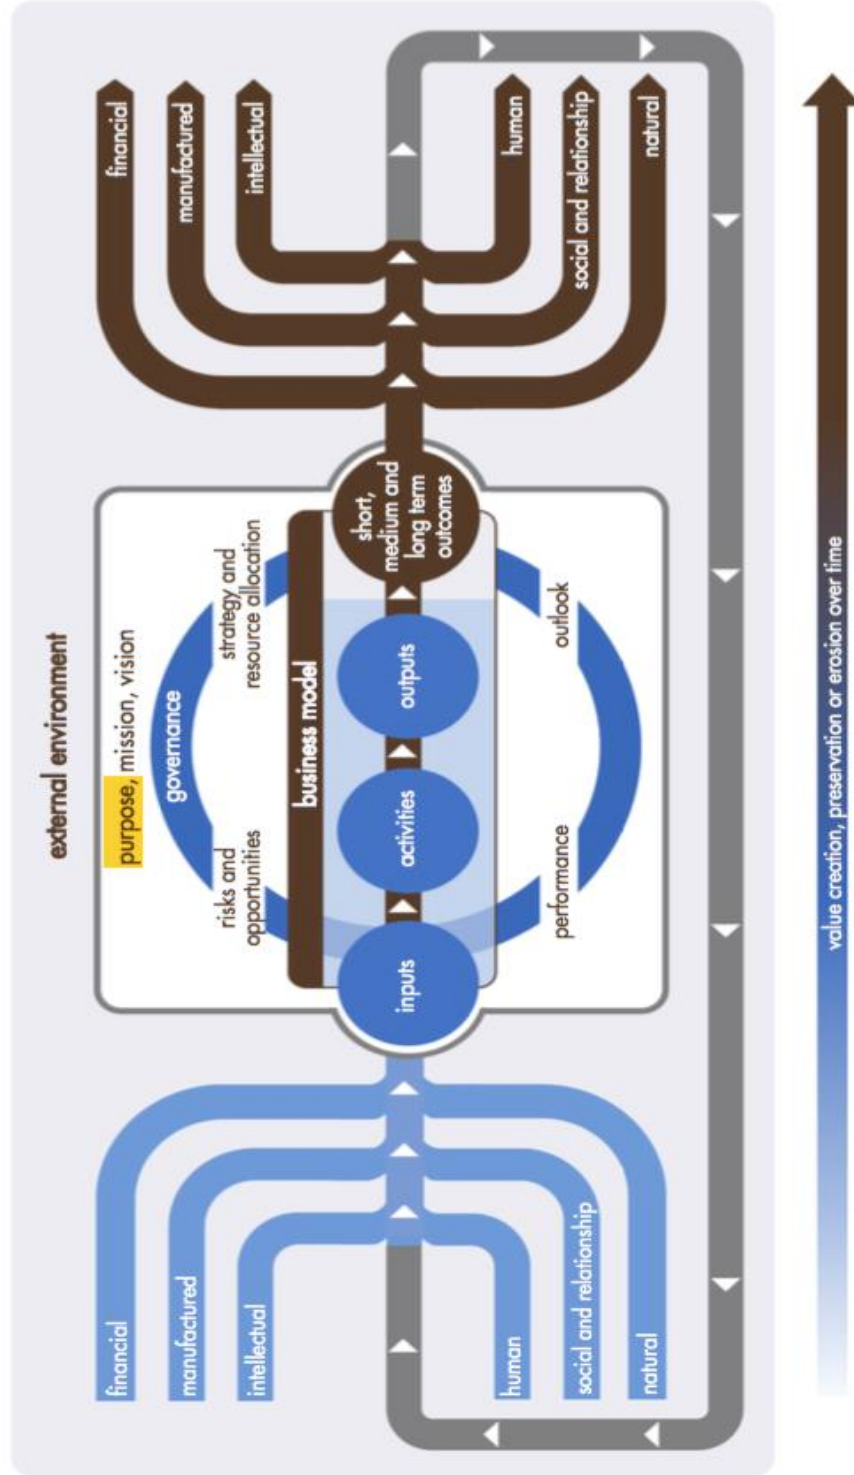 external environment
purpose, mission, vision
governance
risks and
opportunities
strategy and
resource allocation
business model
inputs
activities
outputs
short,
medium and
long term
outcomes
performance
outlook
financial
manufactured
intellectual
human
social and relationship
natural
financial
manufactured
intellectual
human
social and relationship
natural
value creation, preservation or erosion over time